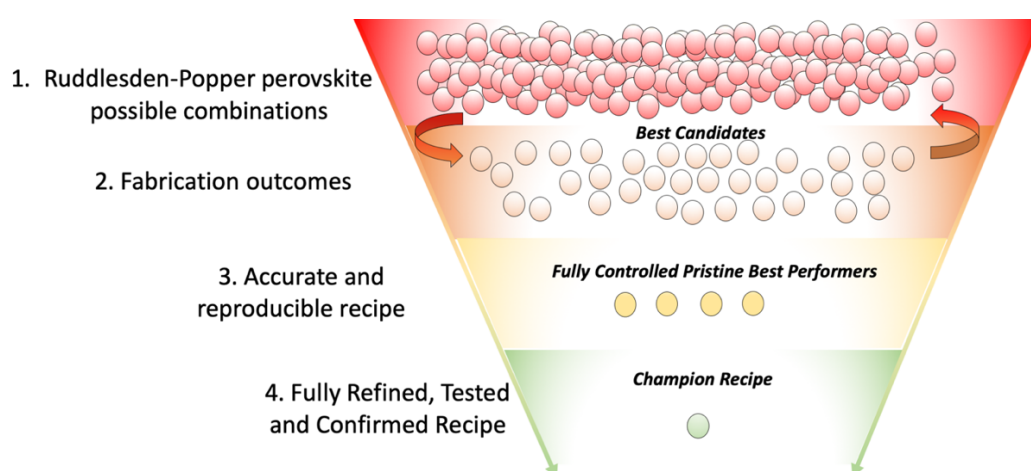 1. Ruddlesden-Popper perovskite
possible combinations
Best Candidates
2. Fabrication outcomes
3. Accurate and
reproducible recipe
Fully Controlled Pristine Best Performers
4. Fully Refined, Tested
and Confirmed Recipe
Champion Recipe